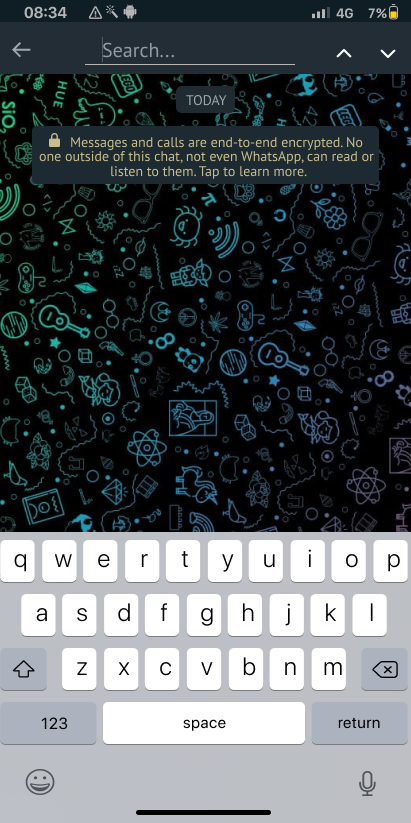 08:34
4G 7%
Search...
TODAY
Messages and calls are end-to-end encrypted. No
one outside of this chat, not even WhatsApp, can read or
listen to them. Tap to learn more.
q w e r t y u i o p
a s d f g h j k l
z x c v b n m
123 space return